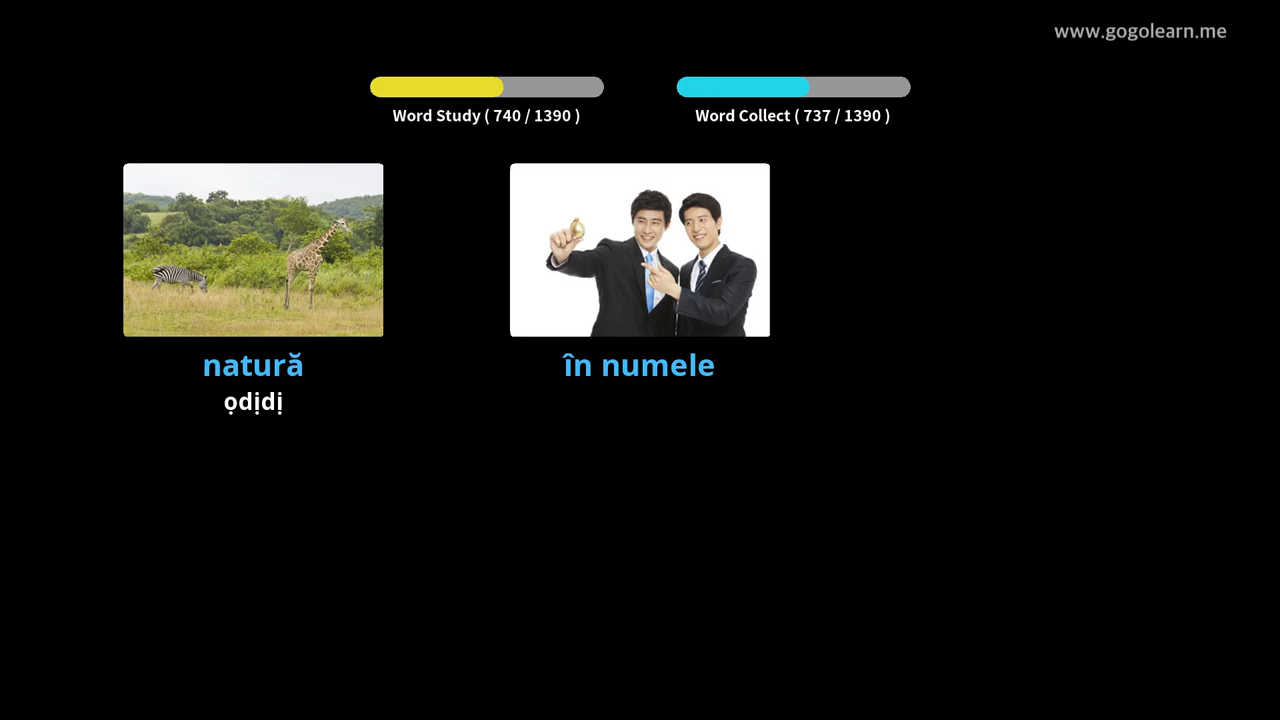 www.gogolearn.me
Word Study ( 740 / 1390 )
Word Collect ( 737 / 1390 )
natură
ọdịdị
în numele